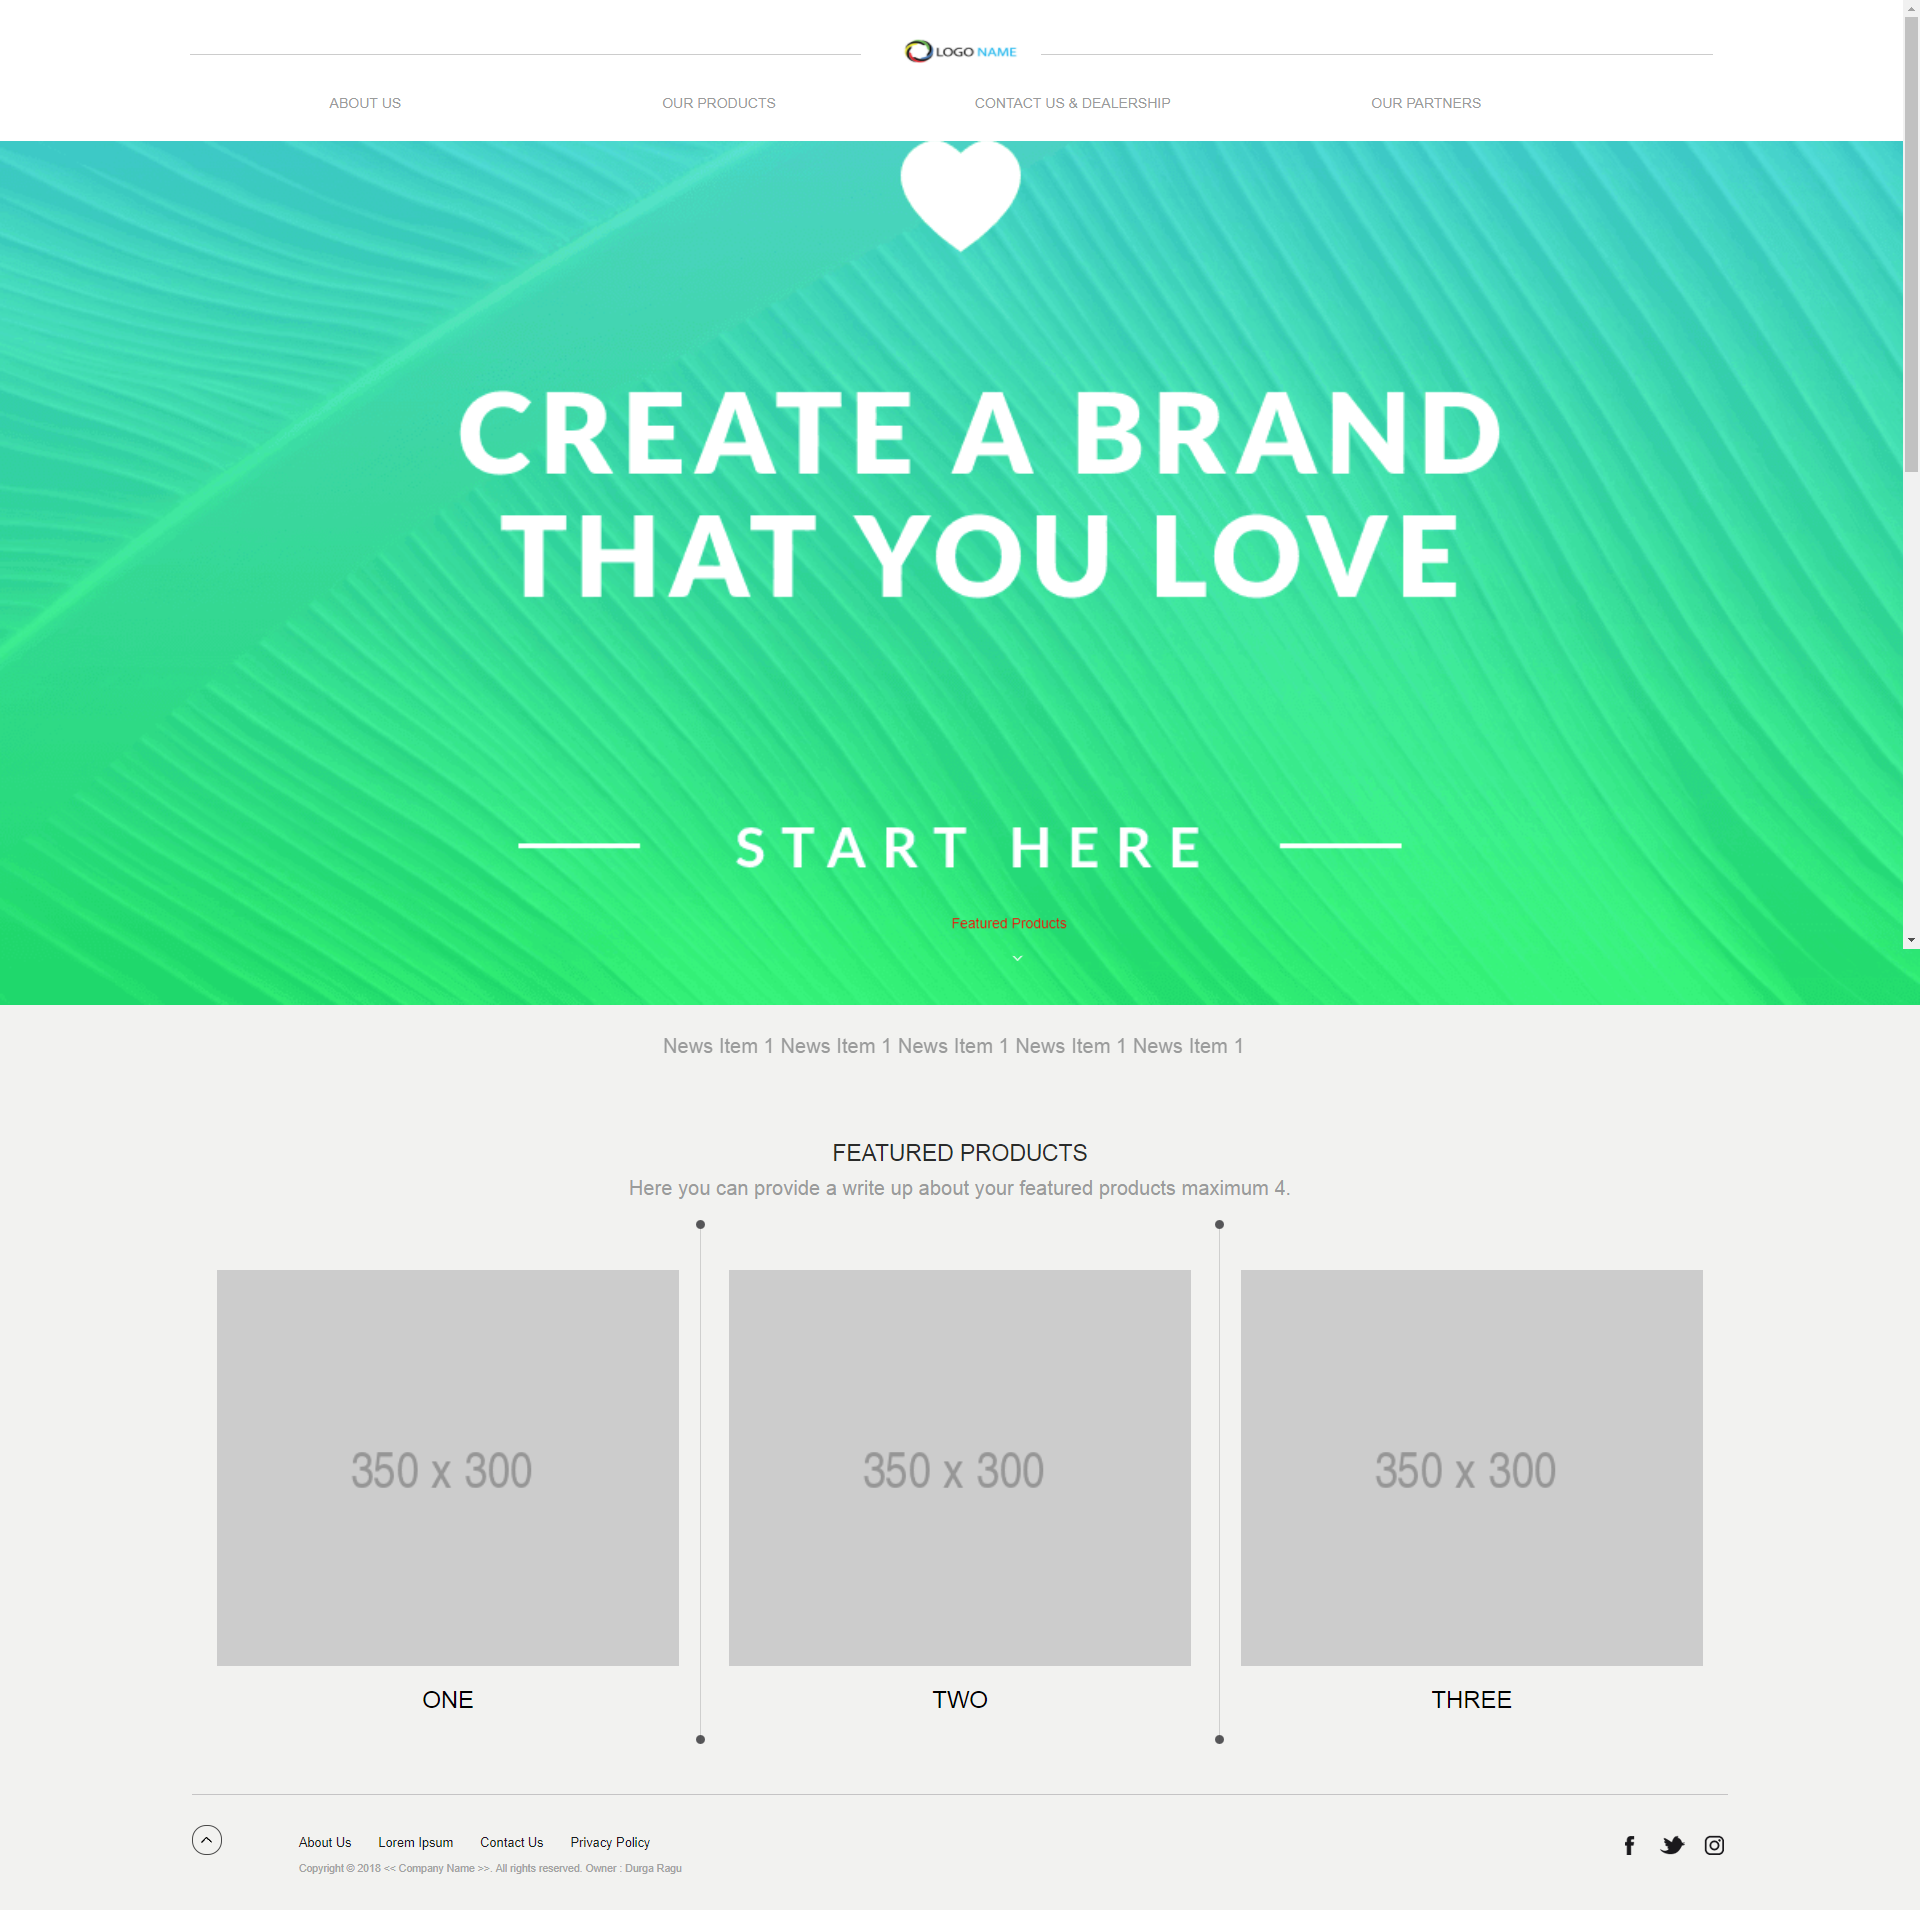 LOGO NAME
ABOUT US
OUR PRODUCTS
CONTACT US & DEALERSHIP
OUR PARTNERS
CREATE A BRAND
THAT YOU LOVE
START HERE
Featured Products
News Item 1 News Item 1 News Item 1 News Item 1 News Item 1
FEATURED PRODUCTS
Here you can provide a write up about your featured products maximum 4.
350 x 300
350 x 300
350 x 300
ONE
TWO
THREE
About Us
Lorem Ipsum
Contact Us
Privacy Policy
Copyright © 2018 << Company Name >>. All rights reserved. Owner : Durga Ragu